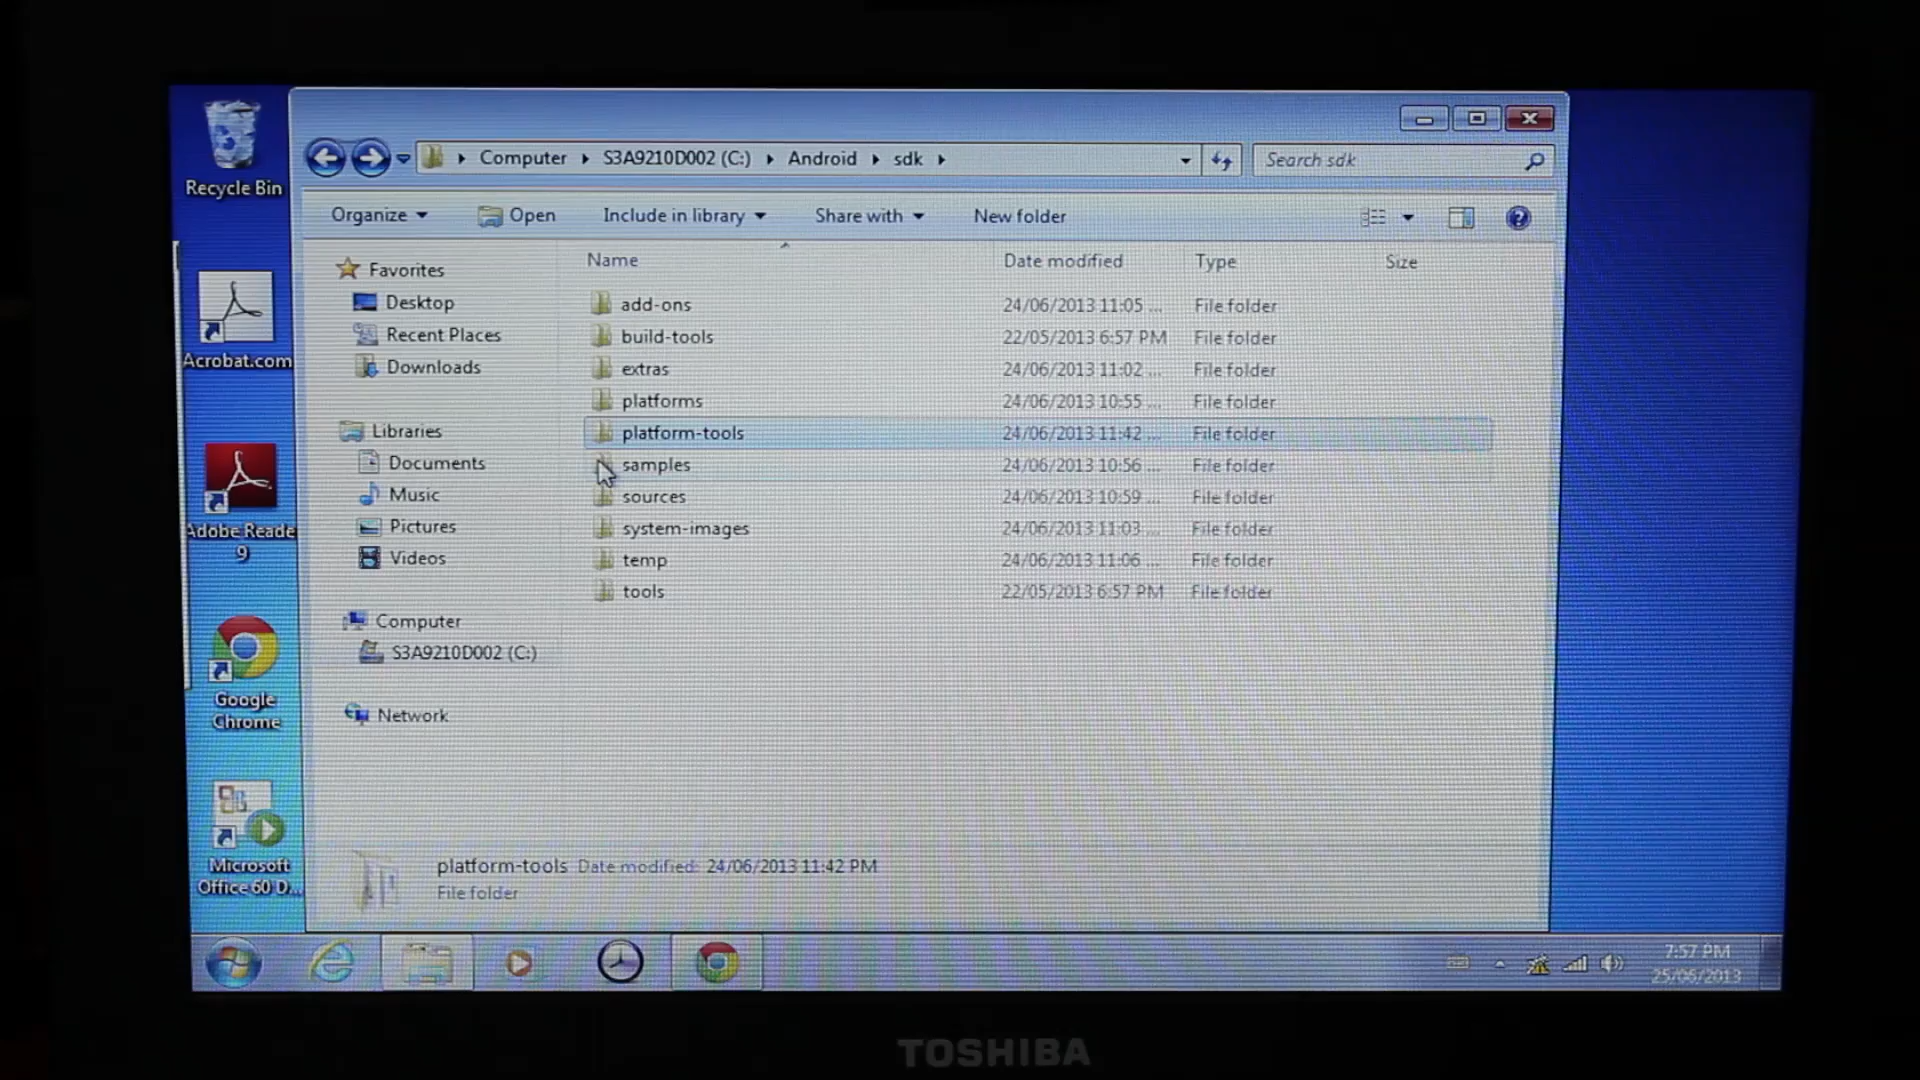 Recycle Bin
Acrobat.com
Adobe Reade
9
Google
Chrome
Microsoft
Office 60 D...
Computer
S3A9210D002 (C:)
Android
sdk
Search sdk
Organize
Open
Include in library
Share with
New folder
Name
Date modified
Type
Size
Favorites
Desktop
Recent Places
Downloads
Libraries
Documents
Music
Pictures
Videos
Computer
S3A9210D002 (C:)
Network
add-ons 24/06/2013 11:05 ... File folder
build-tools 22/05/2013 6:57 PM File folder
extras 24/06/2013 11:02 ... File folder
platforms 24/06/2013 10:55 ... File folder
platform-tools 24/06/2013 11:42 ... File folder
samples 24/06/2013 10:56 ... File folder
sources 24/06/2013 10:59 ... File folder
system-images 24/06/2013 11:03 ... File folder
temp 24/06/2013 11:06 ... File folder
tools 22/05/2013 6:57 PM File folder
platform-tools Date modified: 24/06/2013 11:42 PM
File folder
7:57 PM
25/06/2013
TOSHIBA